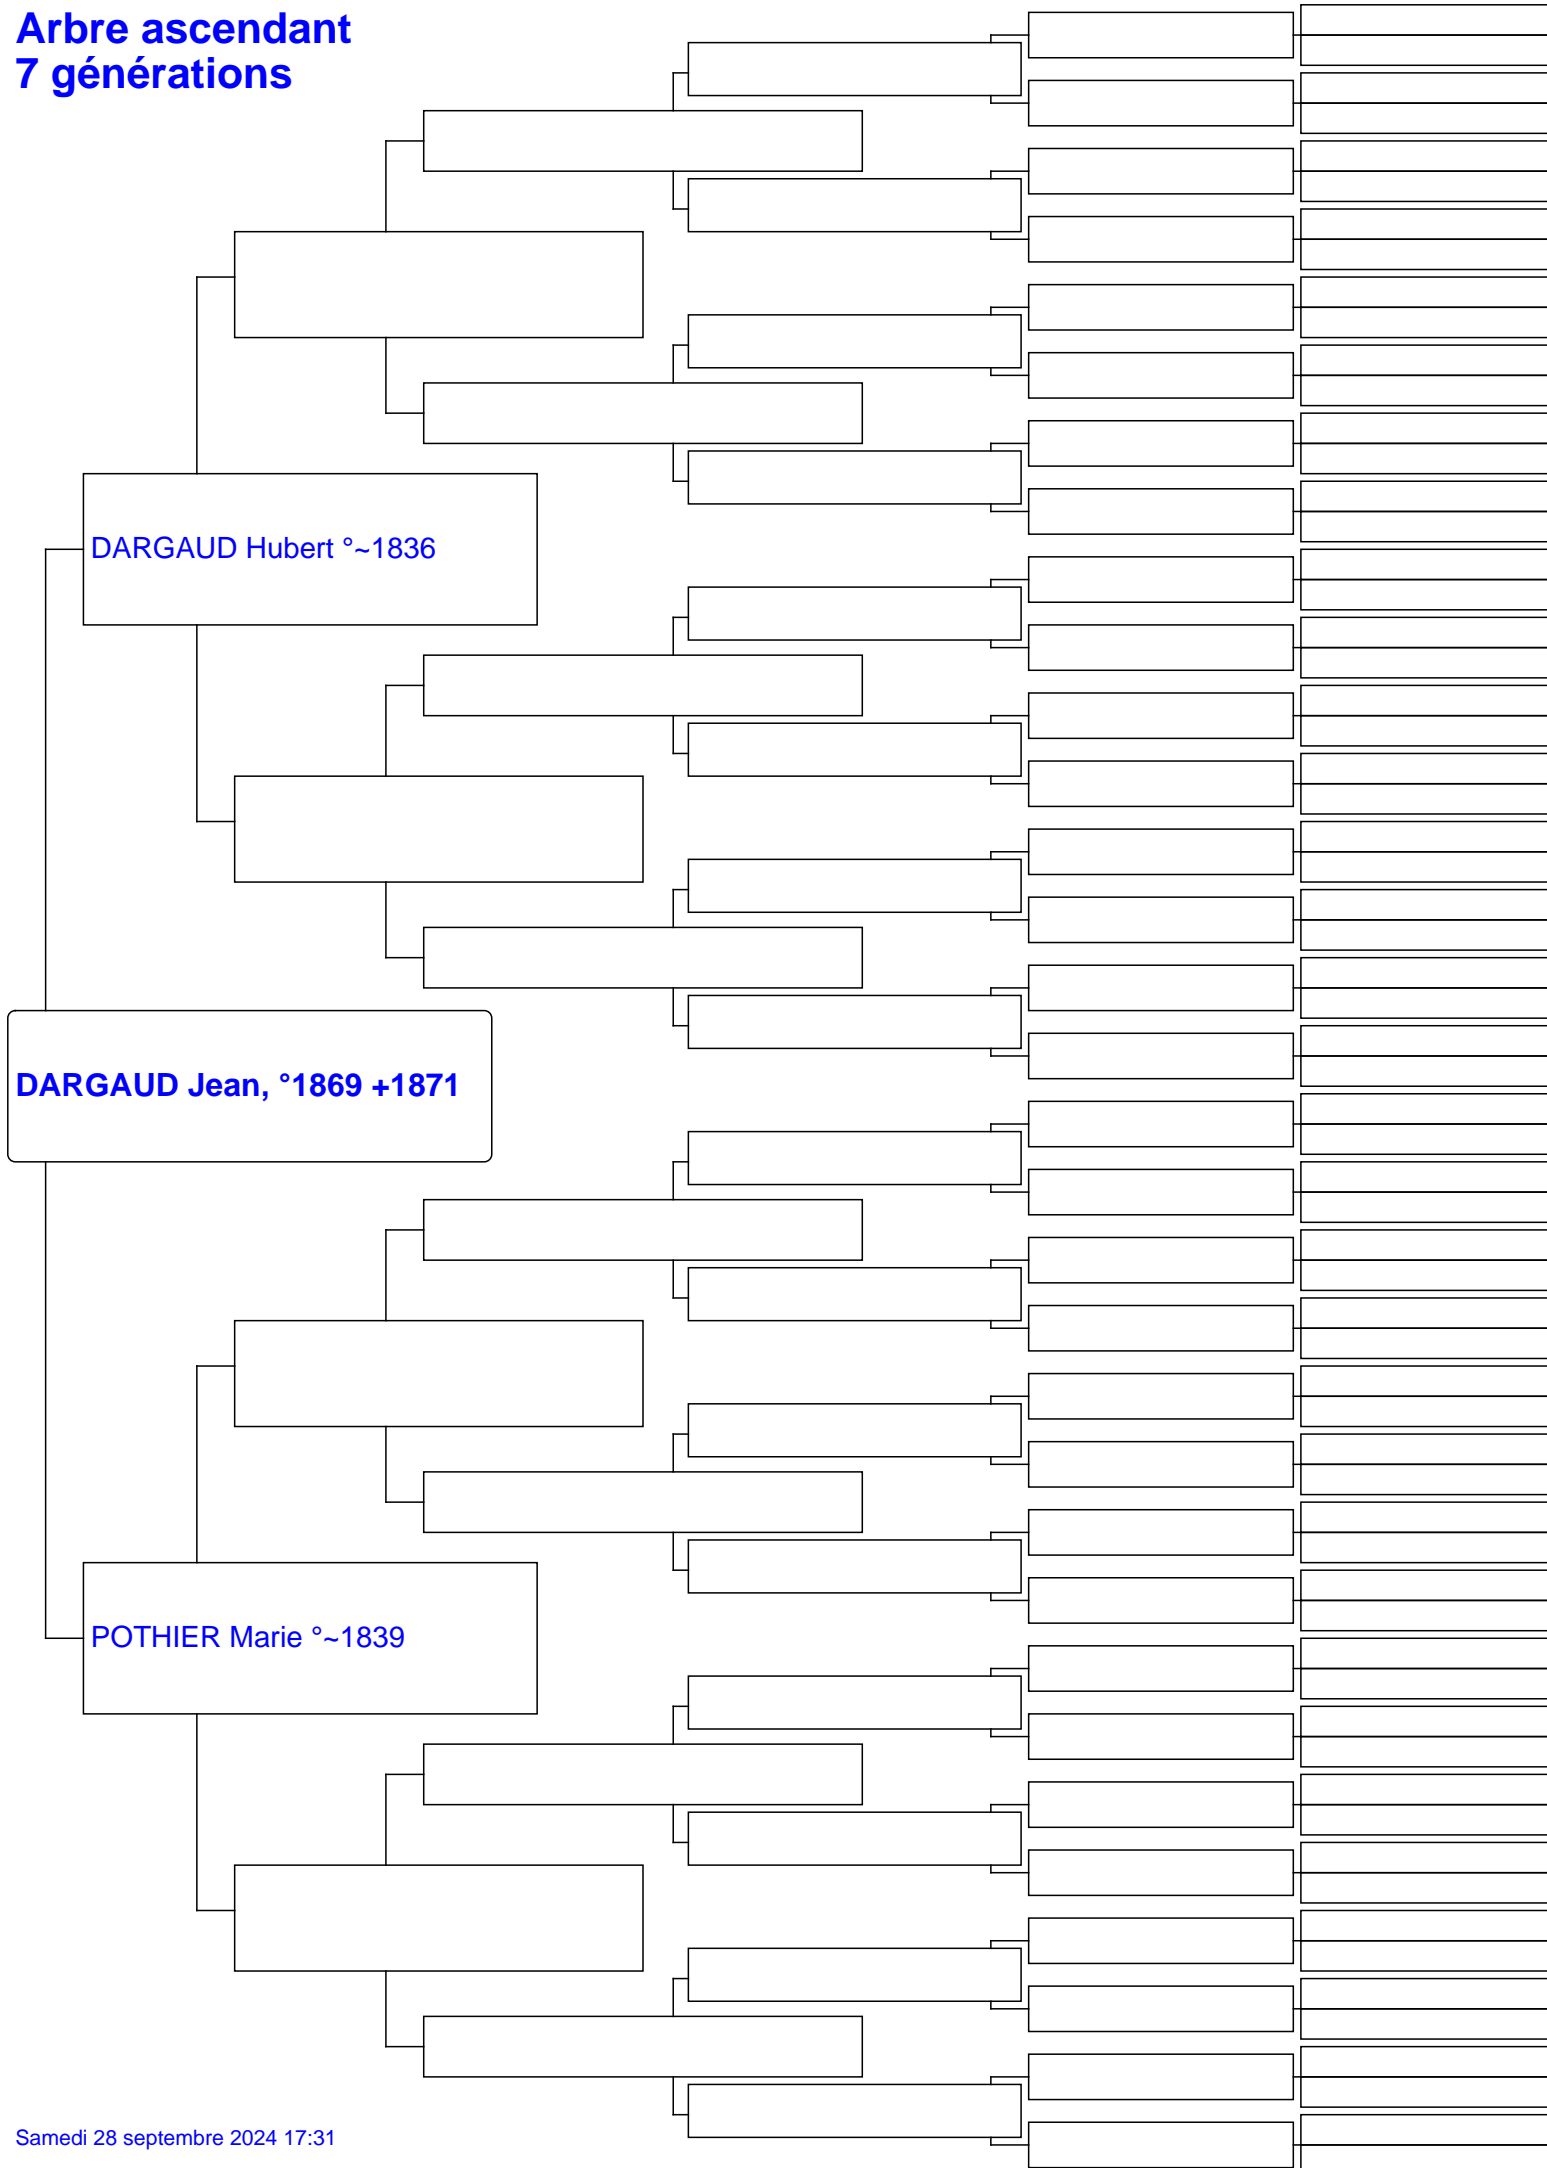 Arbre ascendant
7 générations
DARGAUD Hubert °~1836
DARGAUD Jean, °1869 +1871
POTHIER Marie °~1839
Samedi 28 septembre 2024 17:31